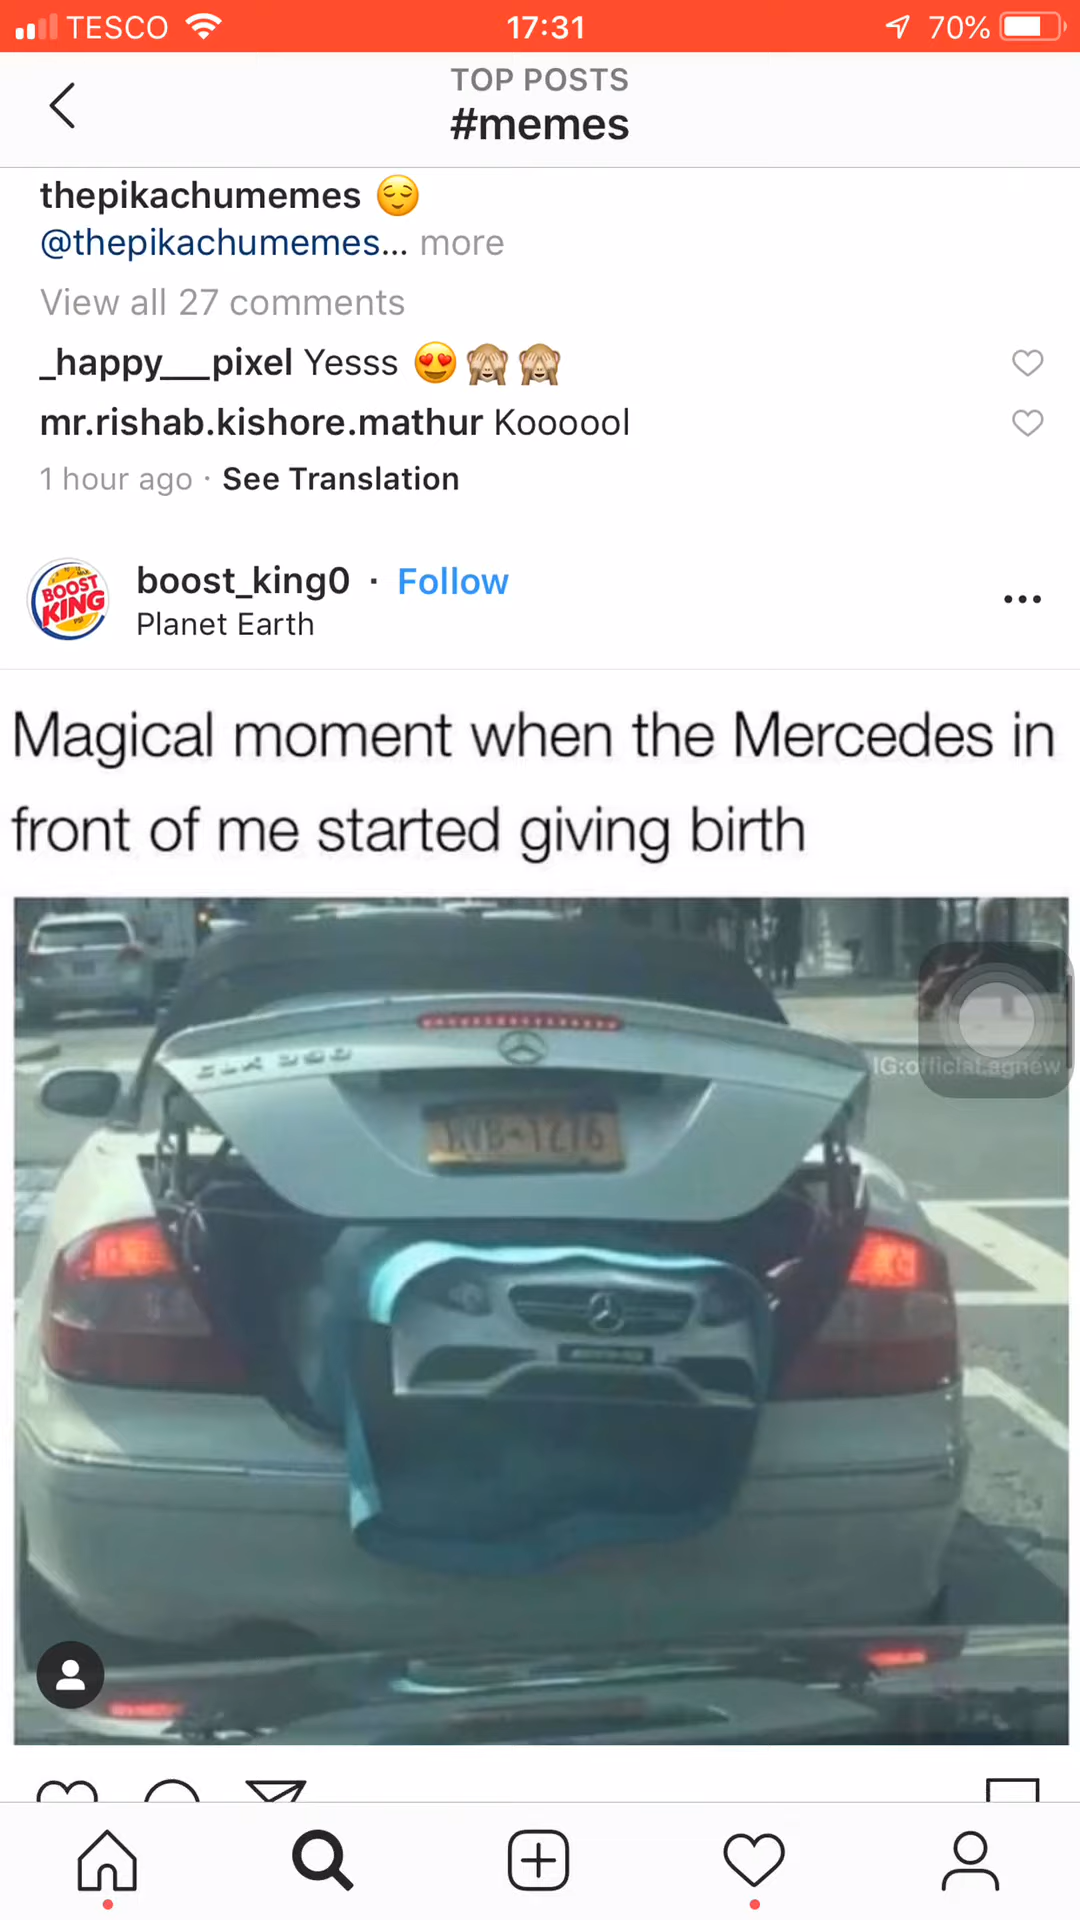 TESCO 17:31 70%
TOP POSTS
#memes
thepikachumemes 😌
@thepikachumemes... more
View all 27 comments
_happy___pixel Yesss 😍🙈🙈
mr.rishab.kishore.mathur Koooool
1 hour ago · See Translation
BOOST
KING
boost_king0 · Follow
Planet Earth
Magical moment when the Mercedes in
front of me started giving birth
IG:official.agnew
CLK